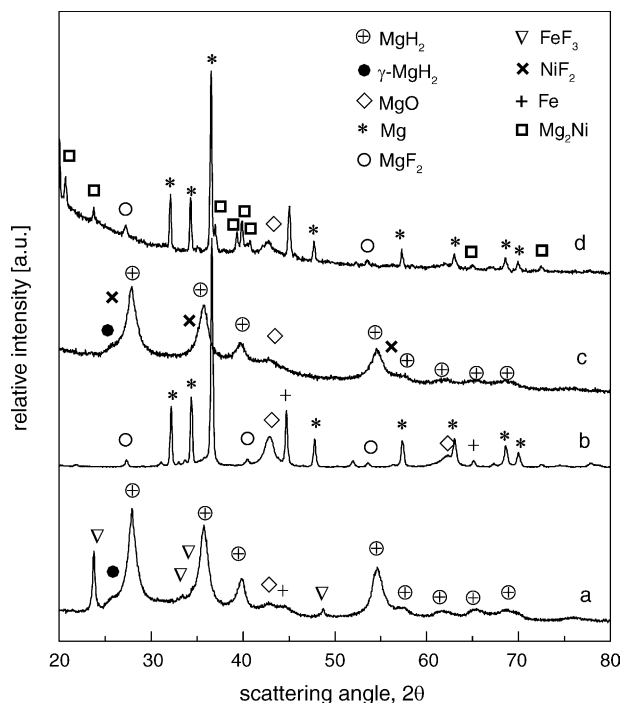 MgH₂
γ-MgH₂
MgO
Mg
MgF₂
FeF₃
NiF₂
Fe
Mg₂Ni
relative intensity [a.u.]
d
c
b
a
20 30 40 50 60 70 80
scattering angle, 2θ